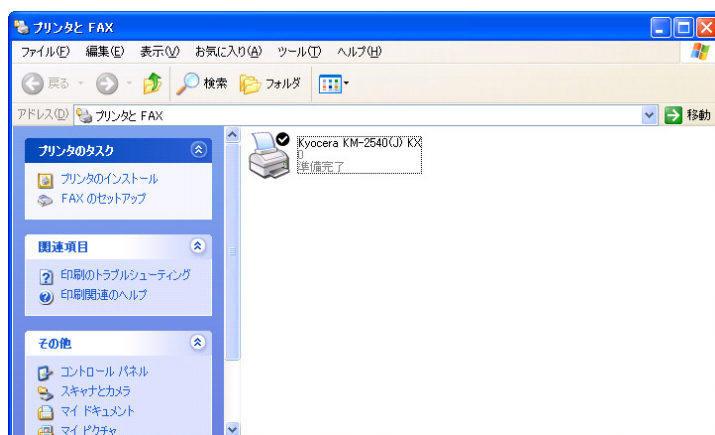 プリンタと FAX
ファイル(F) 編集(E) 表示(V) お気に入り(A) ツール(T) ヘルプ(H)
戻る 検索 フォルダ
アドレス(D) プリンタと FAX 移動
プリンタのタスク
プリンタのインストール
FAX のセットアップ
関連項目
印刷のトラブルシューティング
印刷関連のヘルプ
その他
コントロール パネル
スキャナとカメラ
マイ ドキュメント
マイ ピクチャ
Kyocera KM-2540(J) KX
0
準備完了